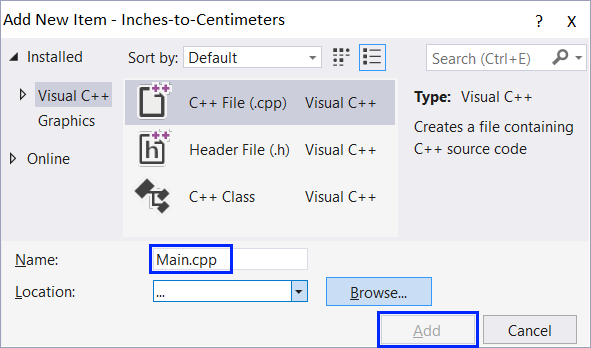 Add New Item - Inches-to-Centimeters ? X
Installed
Sort by: Default
Search (Ctrl+E)
Visual C++
Graphics
Online
C++ File (.cpp) Visual C++
Header File (.h) Visual C++
C++ Class Visual C++
Type: Visual C++
Creates a file containing
C++ source code
Name: Main.cpp
Location: ... Browse...
Add Cancel